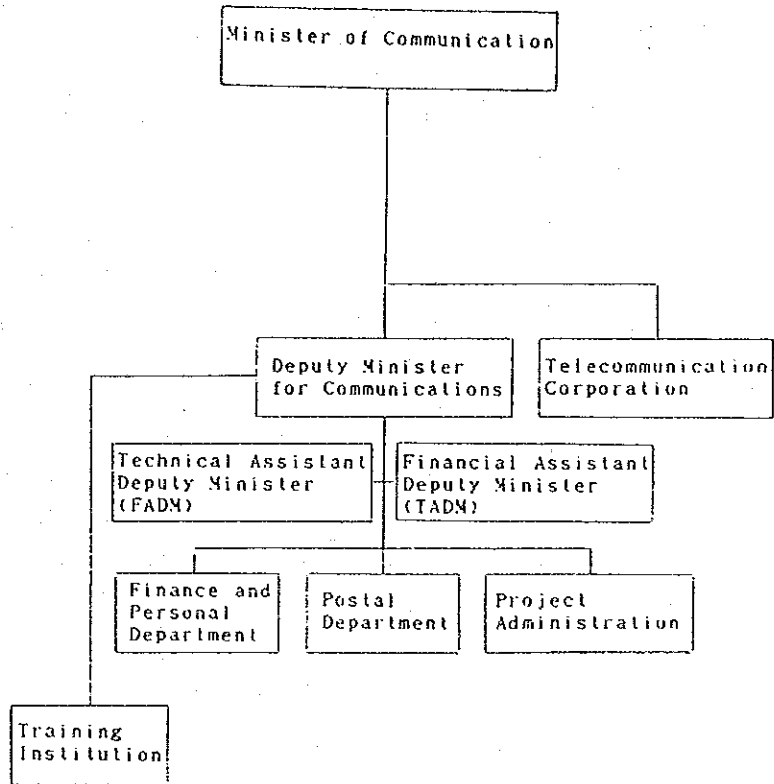 Minister of Communication
Deputy Minister
for Communications
Telecommunication
Corporation
Technical Assistant
Deputy Minister
(FADM)
Financial Assistant
Deputy Minister
(TADM)
Finance and
Personal
Department
Postal
Department
Project
Administration
Training
Institution